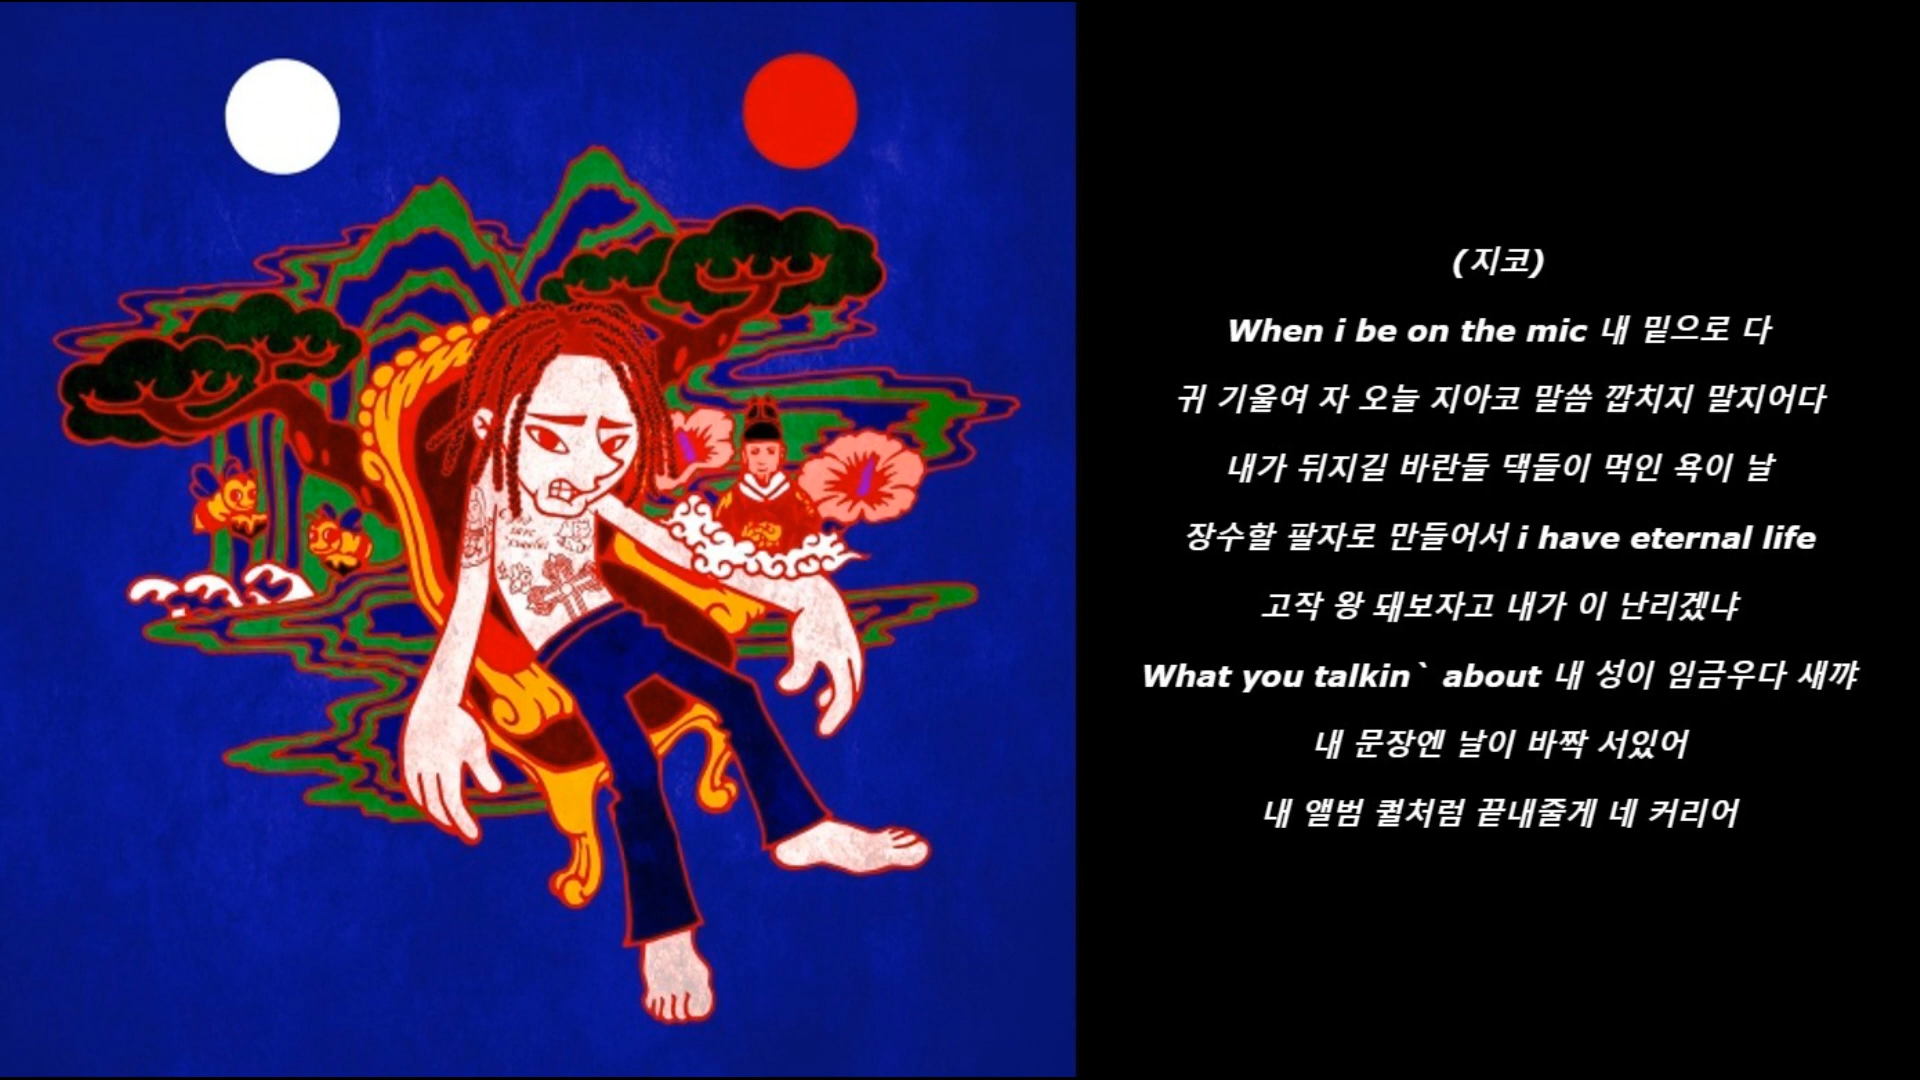 (지코)
When i be on the mic 내 밑으로 다
귀 기울여 자 오늘 지아코 말씀 깝치지 말지어다
내가 뒤지길 바란들 댁들이 먹인 욕이 날
장수할 팔자로 만들어서 i have eternal life
고작 왕 돼보자고 내가 이 난리겠냐
What you talkin` about 내 성이 임금우다 새꺄
내 문장엔 날이 바짝 서있어
내 앨범 퀄처럼 끝내줄게 네 커리어